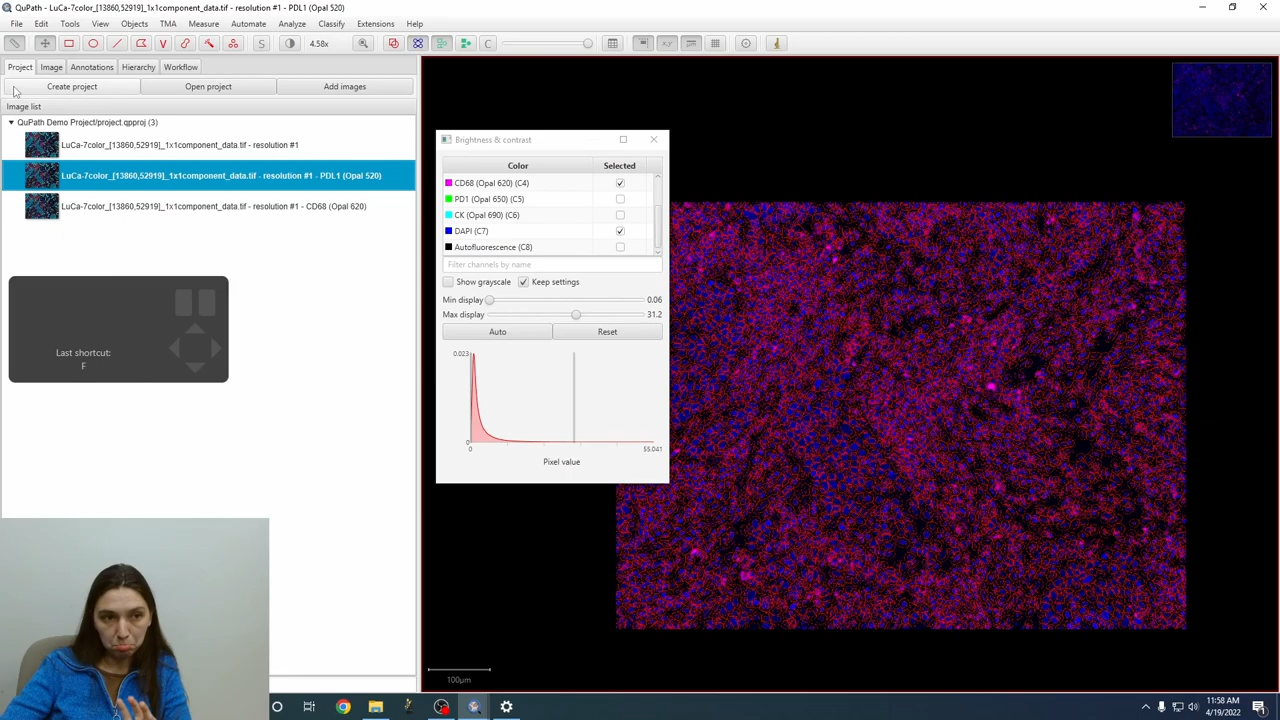 QuPath - LuCa-7color_[13860,52919]_1x1component_data.tif - resolution #1 - PDL1 (Opal 520)
File Edit Tools View Objects TMA Measure Automate Analyze Classify Extensions Help
S 4.58x C x,y
Project Image Annotations Hierarchy Workflow
Create project Open project Add images
Image list
QuPath Demo Project/project.qpproj (3)
LuCa-7color_[13860,52919]_1x1component_data.tif - resolution #1
LuCa-7color_[13860,52919]_1x1component_data.tif - resolution #1 - PDL1 (Opal 520)
LuCa-7color_[13860,52919]_1x1component_data.tif - resolution #1 - CD68 (Opal 620)
Last shortcut:
F
Brightness & contrast
Color Selected
CD68 (Opal 620) (C4)
PD1 (Opal 650) (C5)
CK (Opal 690) (C6)
DAPI (C7)
Autofluorescence (C8)
Filter channels by name
Show grayscale Keep settings
Min display 0.06
Max display 31.2
Auto Reset
0.023
0
0 55.041
Pixel value
100µm
11:58 AM
4/19/2022